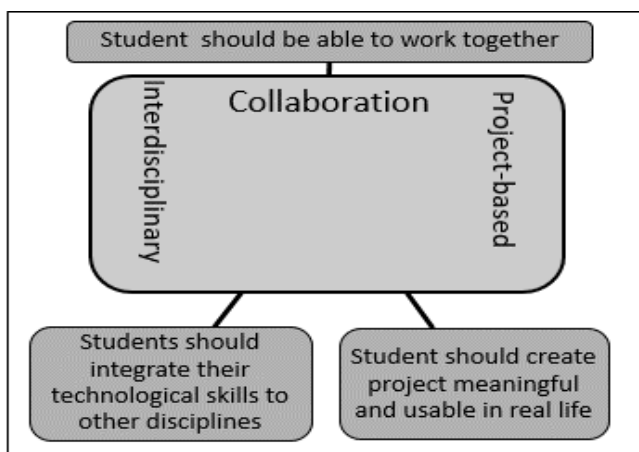 Student should be able to work together
Collaboration
Interdisciplinary
Project-based
Students should
integrate their
technological skills to
other disciplines
Student should create
project meaningful
and usable in real life